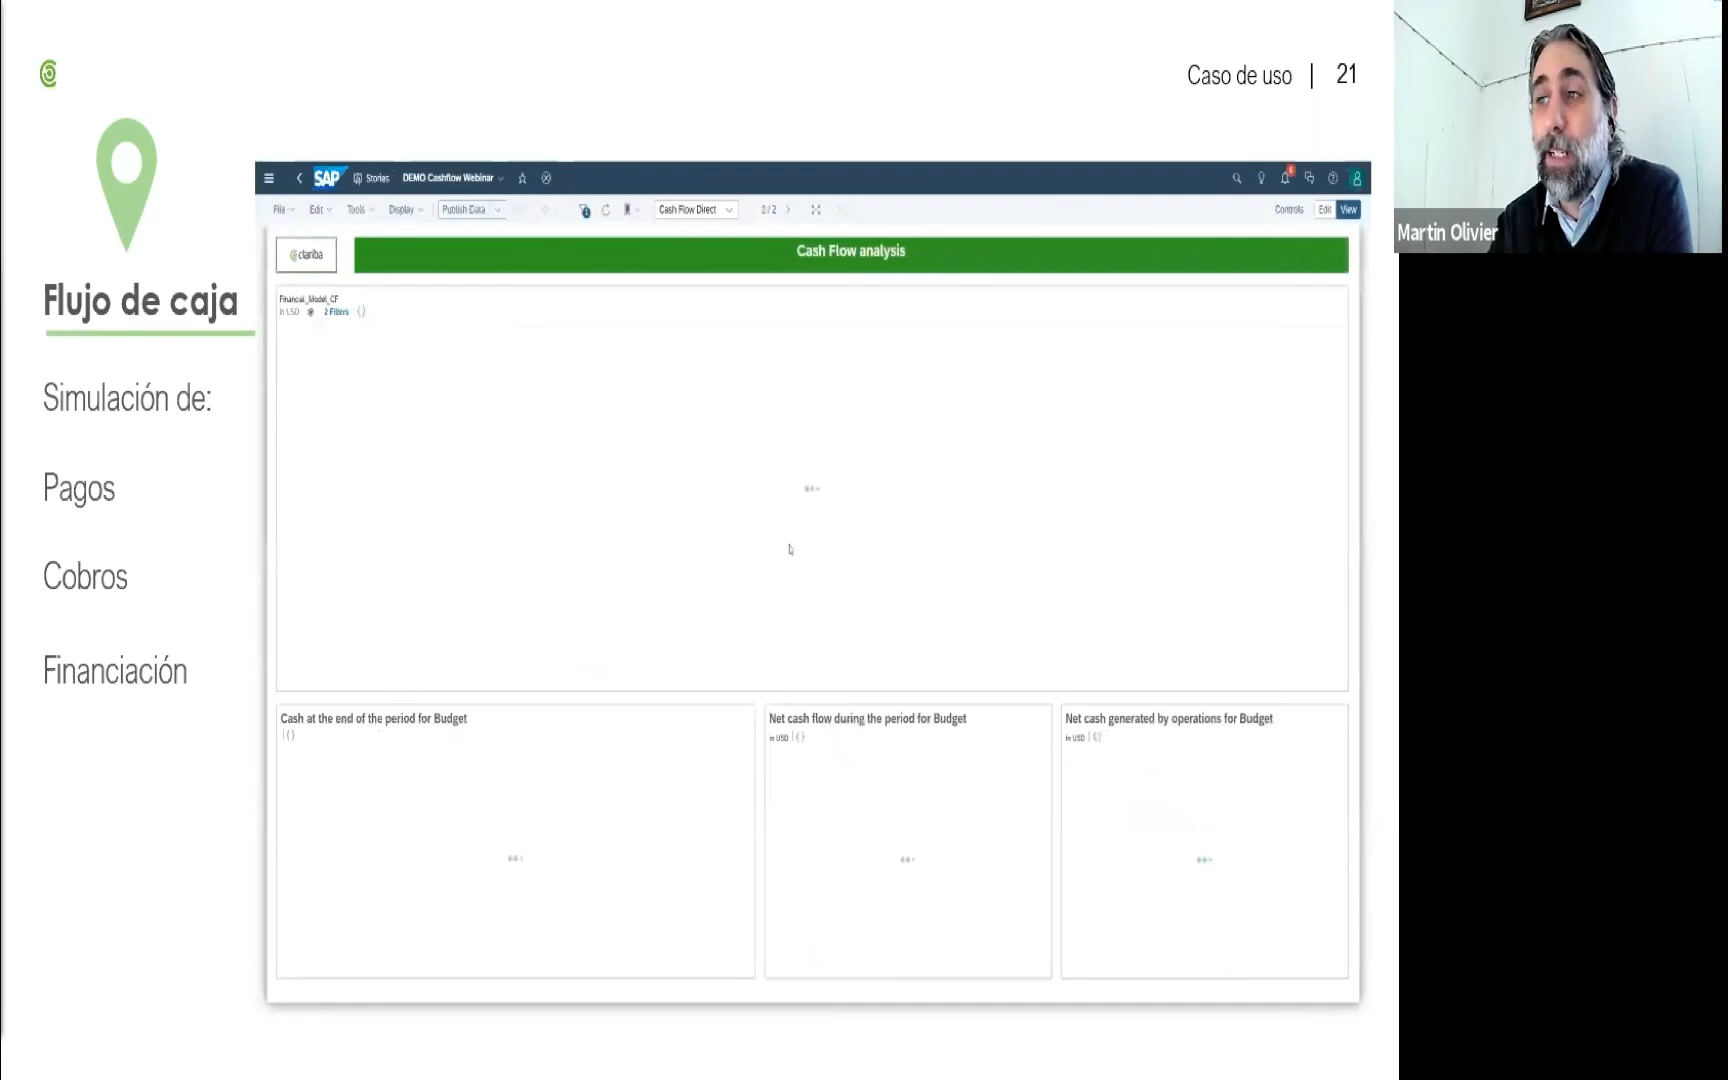 Caso de uso | 21
Martin Olivier
Flujo de caja
Simulación de:
Pagos
Cobros
Financiación
SAP Stories DEMO Cashflow Webinar
File Edit Tools Display Publish Data Cash Flow Direct 2/2 Controls Edit View
clariba
Cash Flow analysis
Financial_Model_CF
in USD 2 Filters
Cash at the end of the period for Budget
Net cash flow during the period for Budget
in USD
Net cash generated by operations for Budget
in USD